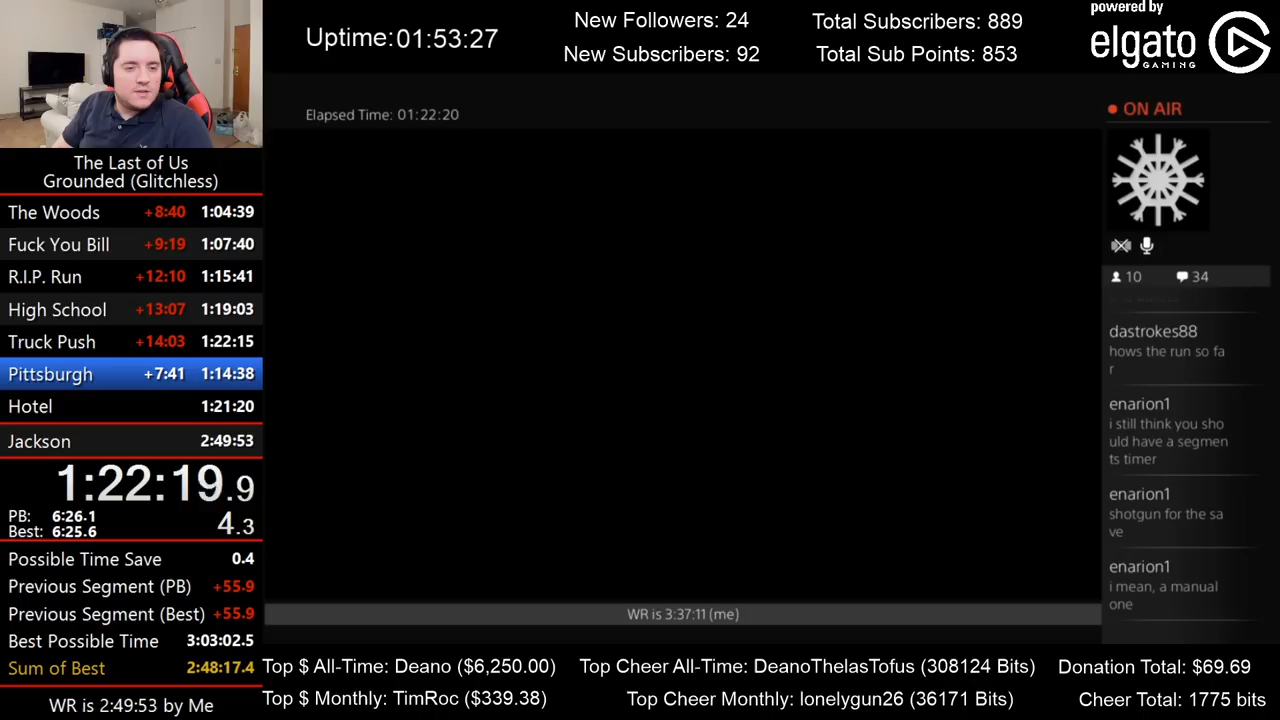 Uptime: 01:53:27
New Followers: 24
New Subscribers: 92
Total Subscribers: 889
Total Sub Points: 853
powered by
elgato
GAMING
Elapsed Time: 01:22:20
ON AIR
The Last of Us
Grounded (Glitchless)
The Woods +8:40 1:04:39
Fuck You Bill +9:19 1:07:40
R.I.P. Run +12:10 1:15:41
High School +13:07 1:19:03
Truck Push +14:03 1:22:15
Pittsburgh +7:41 1:14:38
Hotel 1:21:20
Jackson 2:49:53
1:22:19.9
PB: 6:26.1
Best: 6:25.6
4.3
Possible Time Save 0.4
Previous Segment (PB) +55.9
Previous Segment (Best) +55.9
Best Possible Time 3:03:02.5
Sum of Best 2:48:17.4
WR is 2:49:53 by Me
10 34
dastrokes88
hows the run so fa
r
enarion1
i still think you sho
uld have a segmen
ts timer
enarion1
shotgun for the sa
ve
enarion1
i mean, a manual
one
WR is 3:37:11 (me)
Top $ All-Time: Deano ($6,250.00)
Top Cheer All-Time: DeanoThelasTofus (308124 Bits)
Donation Total: $69.69
Top $ Monthly: TimRoc ($339.38)
Top Cheer Monthly: lonelygun26 (36171 Bits)
Cheer Total: 1775 bits